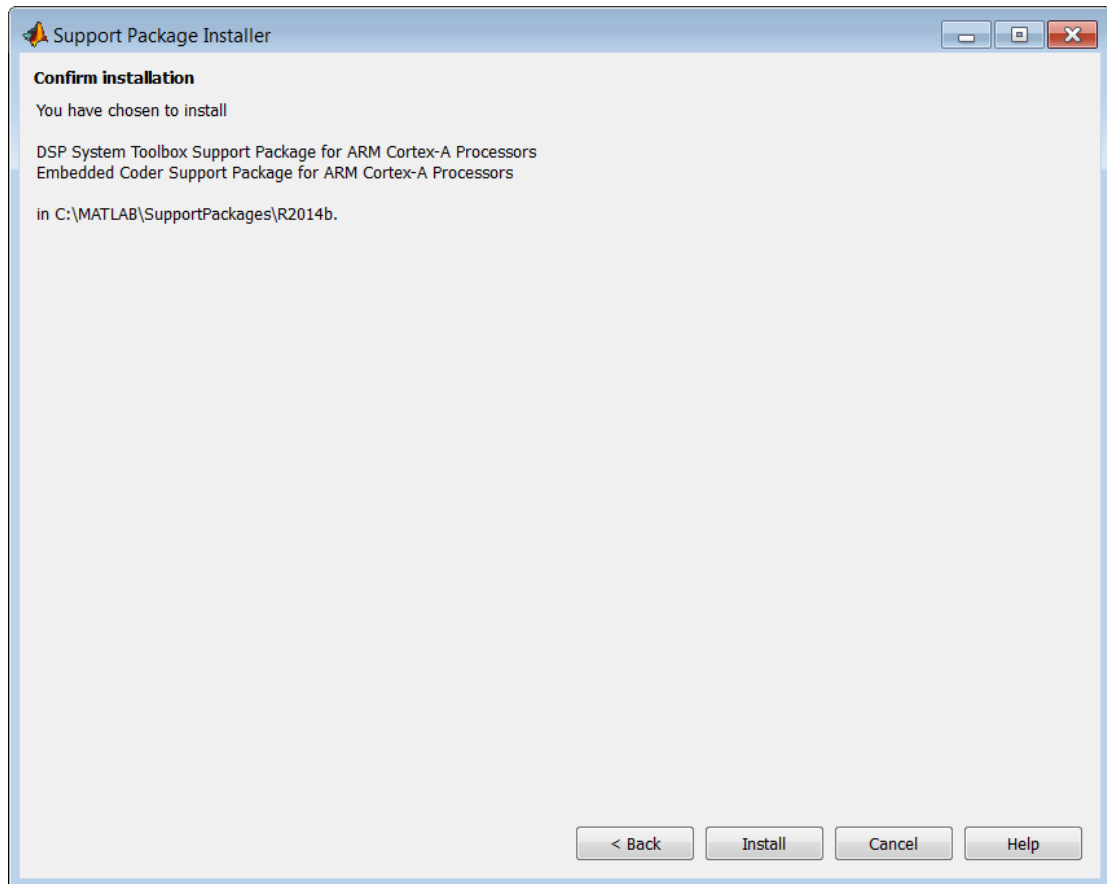 Support Package Installer
Confirm installation
You have chosen to install
DSP System Toolbox Support Package for ARM Cortex-A Processors
Embedded Coder Support Package for ARM Cortex-A Processors
in C:\MATLAB\SupportPackages\R2014b.
< Back
Install
Cancel
Help